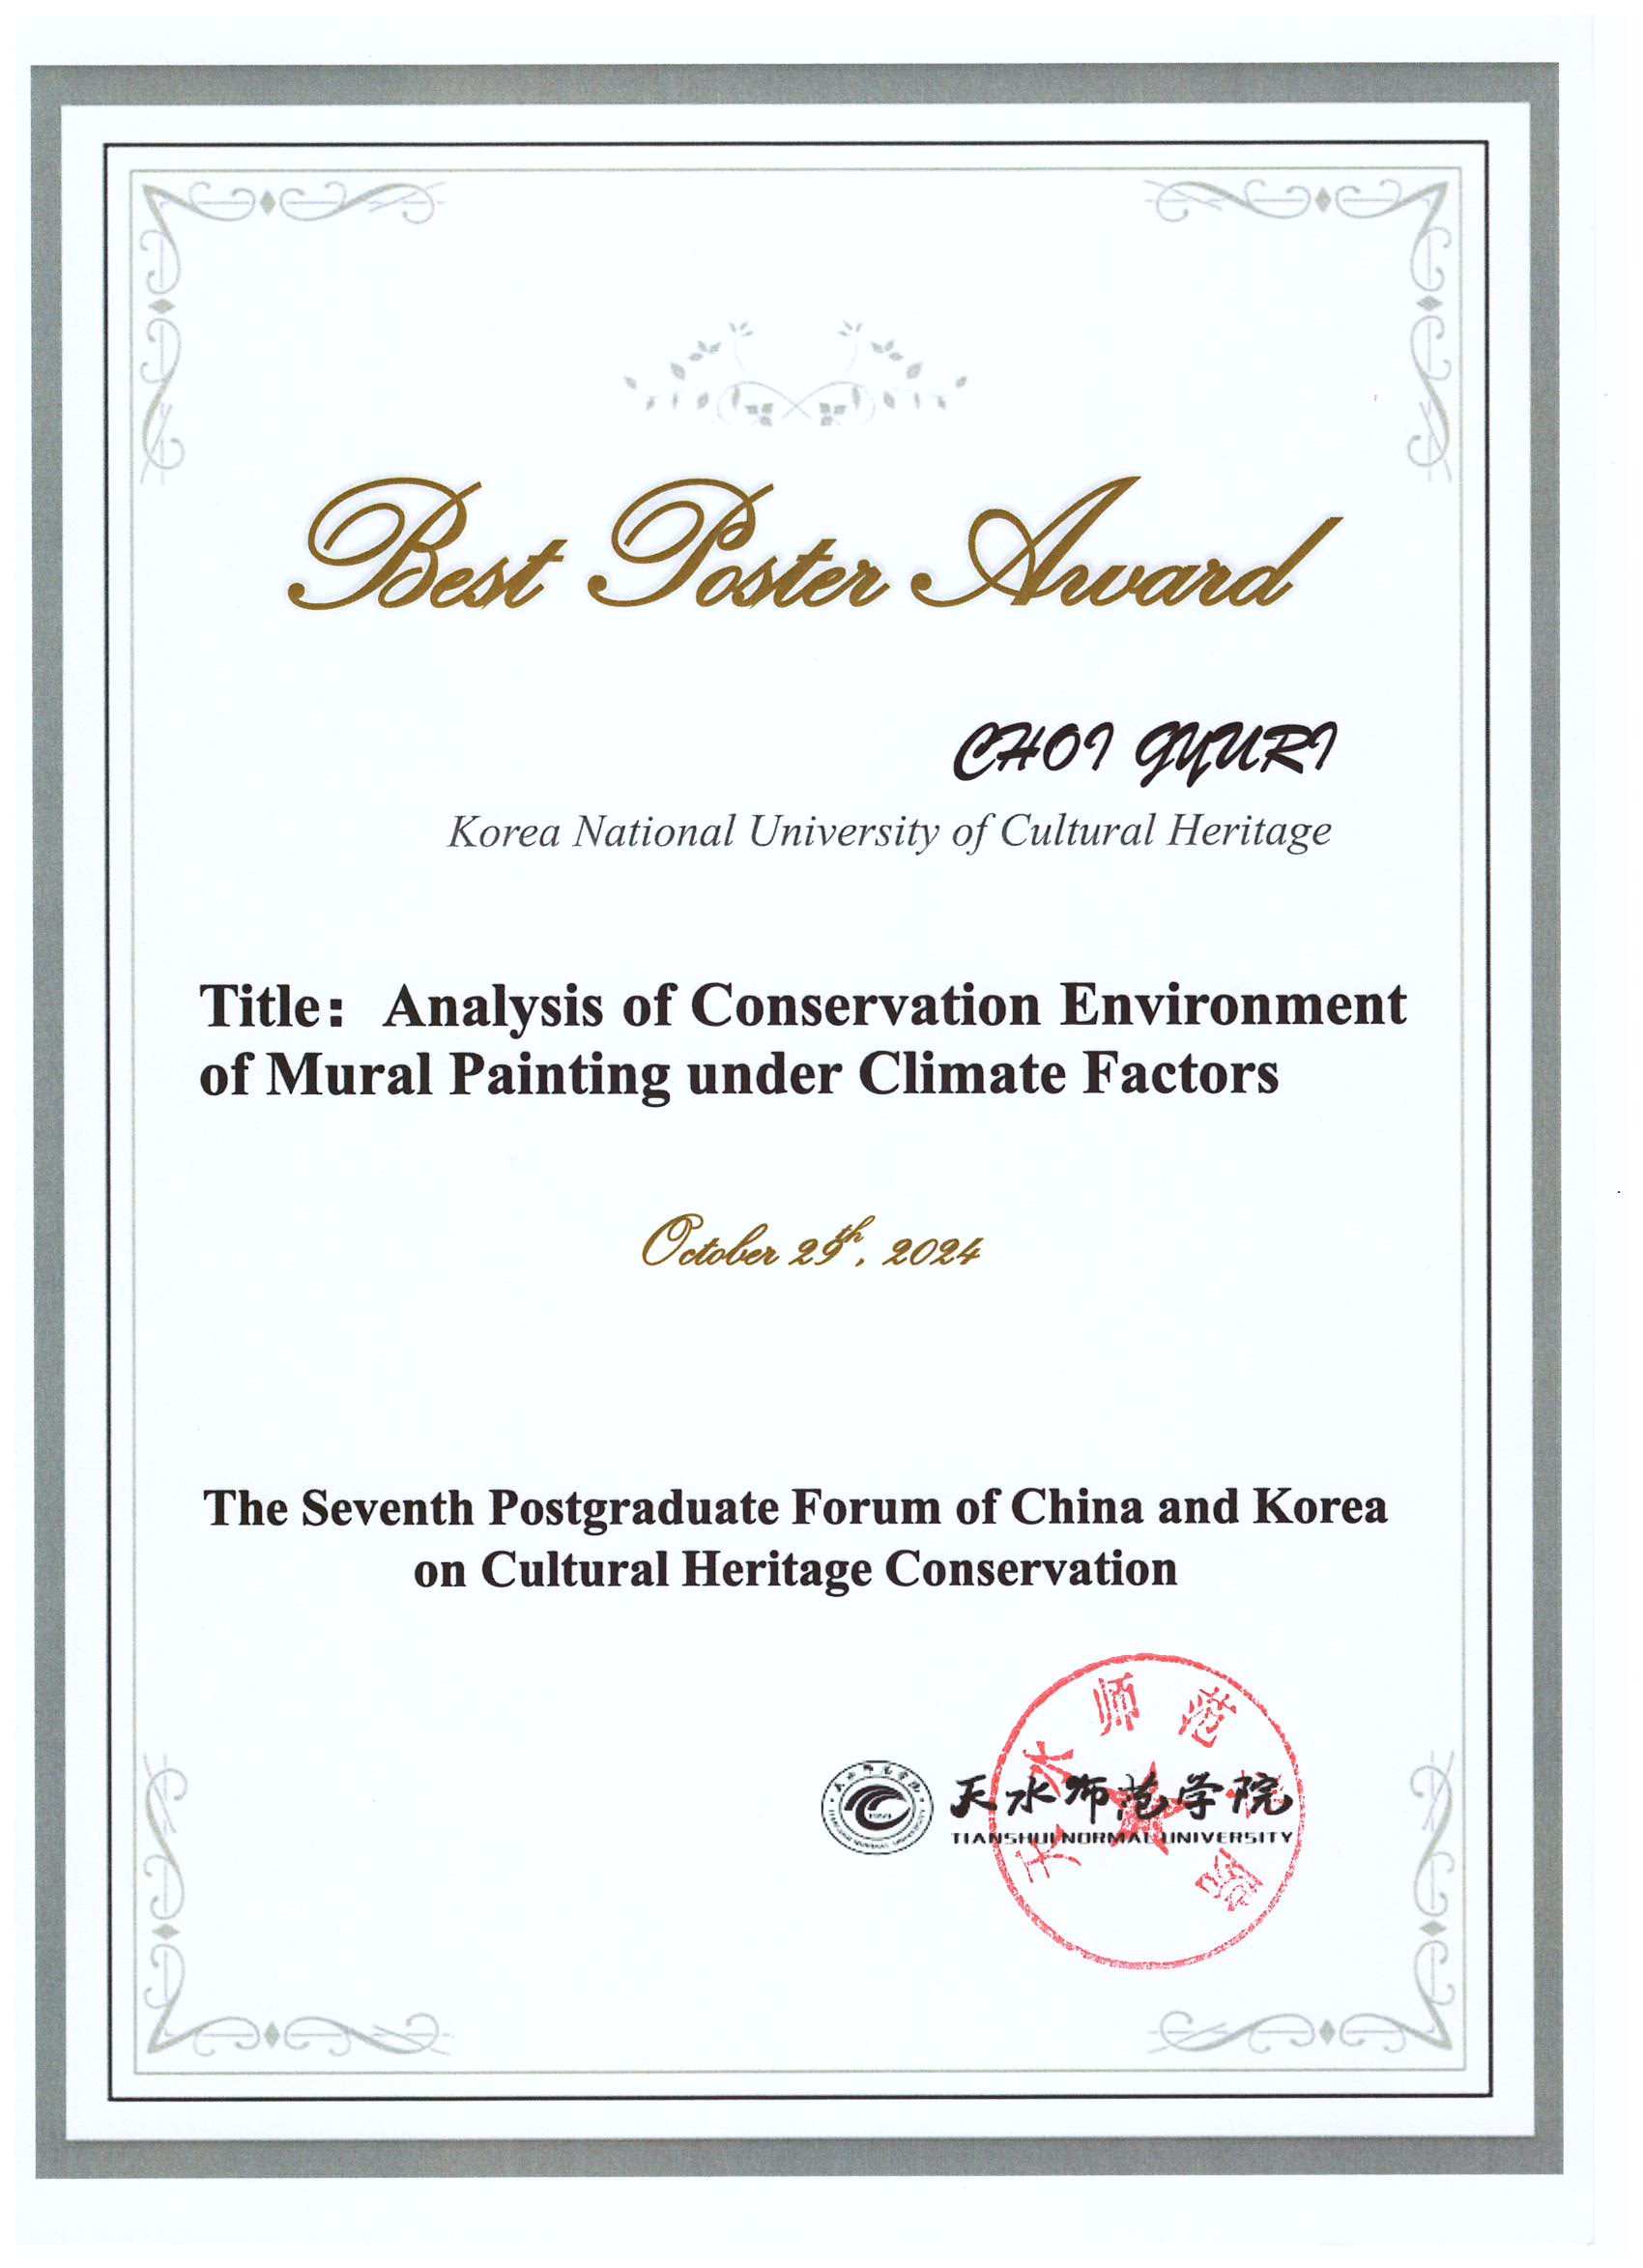 Best Poster Award
CHOI GYURI
Korea National University of Cultural Heritage
Title： Analysis of Conservation Environment
of Mural Painting under Climate Factors
October 29th, 2024
The Seventh Postgraduate Forum of China and Korea
on Cultural Heritage Conservation
天水师范学院
天水师范学院
TIANSHUI NORMAL UNIVERSITY